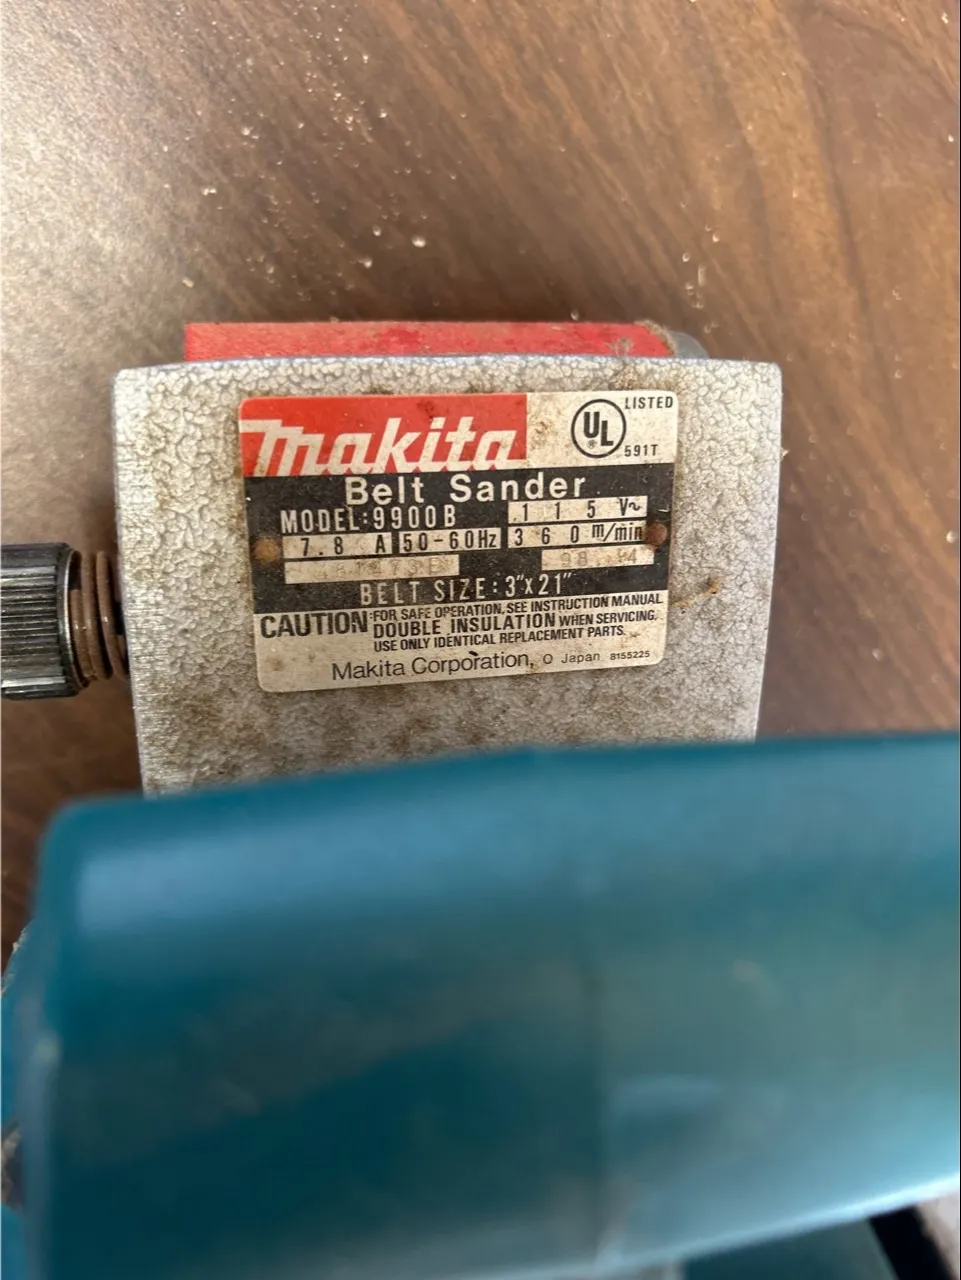 makita
LISTED
UL ®
591T
Belt Sander
MODEL:9900B 115 V~
7.8 A 50-60Hz 360 m/min
BELT SIZE:3"x21"
CAUTION:FOR SAFE OPERATION, SEE INSTRUCTION MANUAL
DOUBLE INSULATION WHEN SERVICING,
USE ONLY IDENTICAL REPLACEMENT PARTS.
Makita Corporation, O Japan 8155225